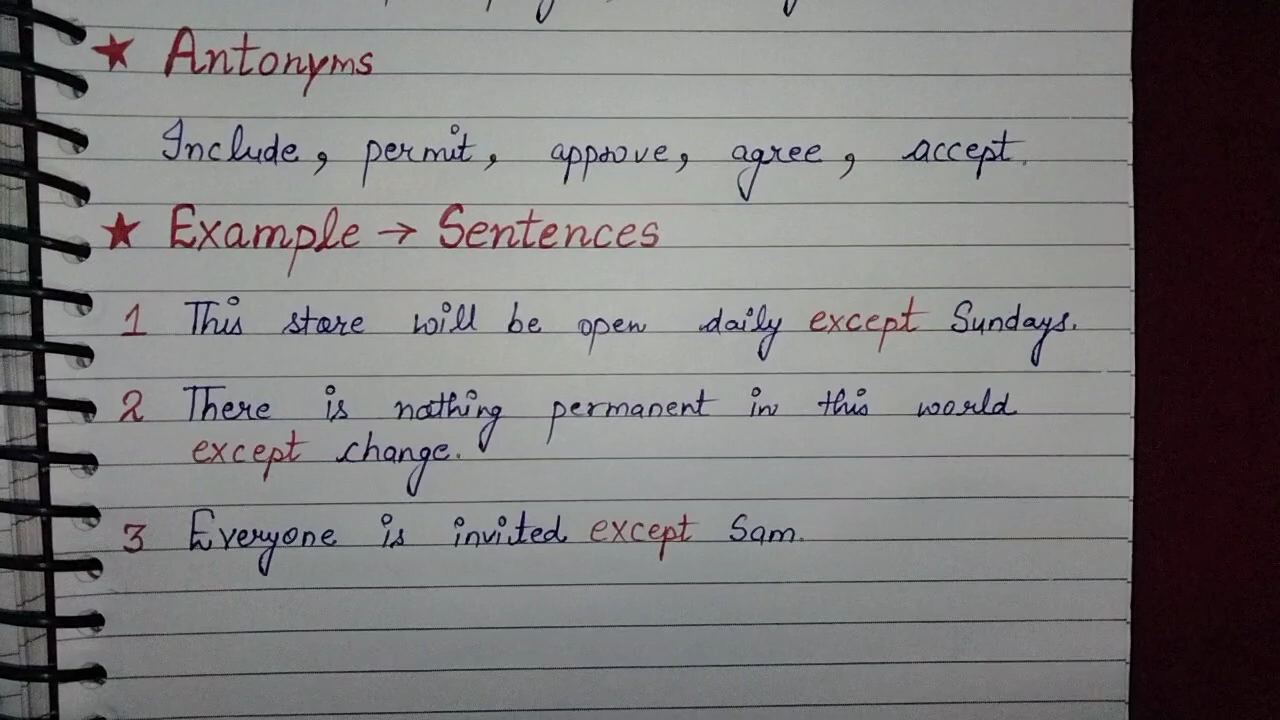 ★ Antonyms
Include, permit, approve, agree, accept.
★ Example → Sentences
1 This store will be open daily except Sundays.
2 There is nothing permanent in this world
except change.
3 Everyone is invited except Sam.